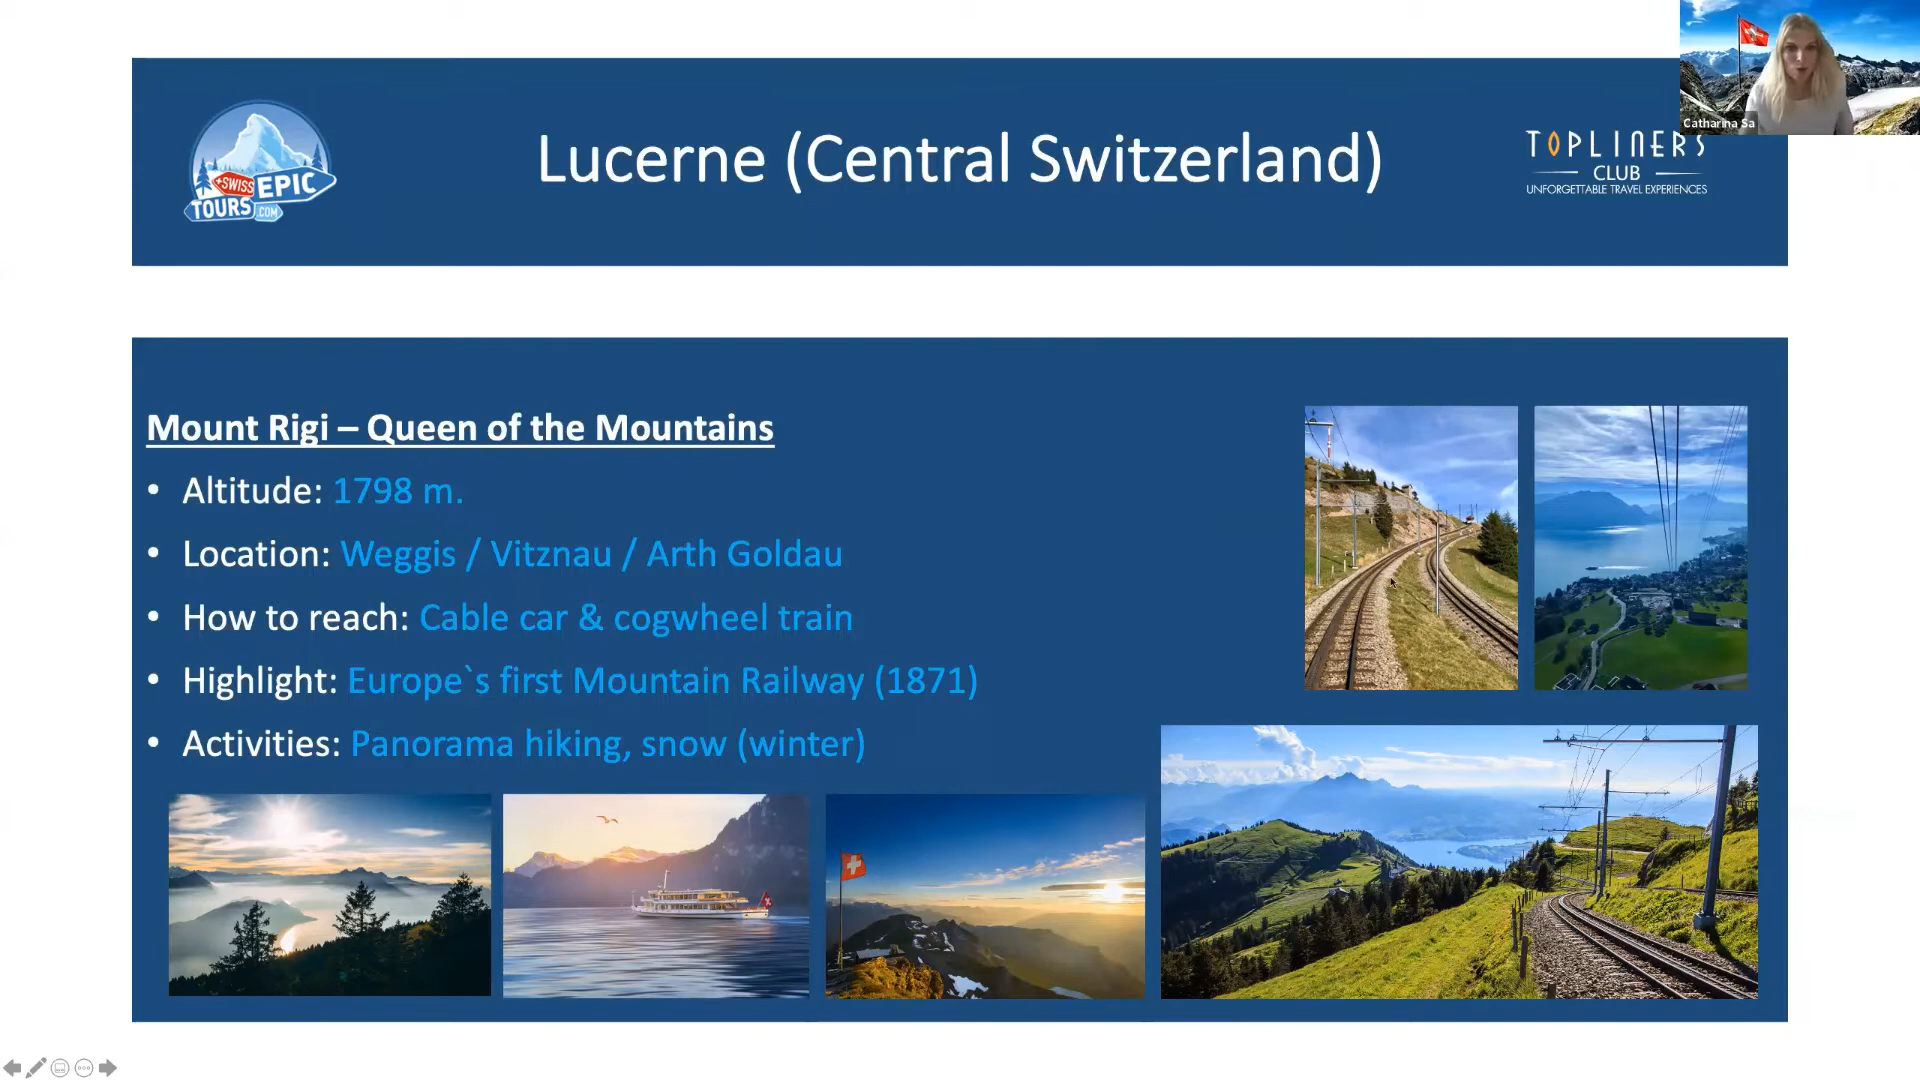 Catharina Sa
SWISS
EPIC
TOURS.COM
Lucerne (Central Switzerland)
TOPLINERS
CLUB
UNFORGETTABLE TRAVEL EXPERIENCES
Mount Rigi – Queen of the Mountains
• Altitude: 1798 m.
• Location: Weggis / Vitznau / Arth Goldau
• How to reach: Cable car & cogwheel train
• Highlight: Europe`s first Mountain Railway (1871)
• Activities: Panorama hiking, snow (winter)